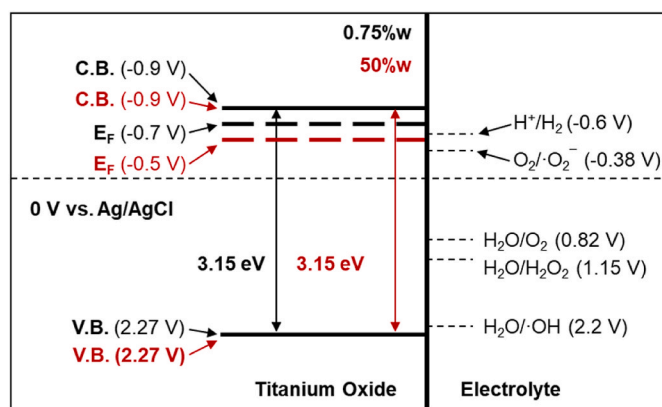 0.75%w
50%w
C.B. (-0.9 V)
C.B. (-0.9 V)
E_F (-0.7 V)
E_F (-0.5 V)
H⁺/H₂ (-0.6 V)
O₂/·O₂⁻ (-0.38 V)
0 V vs. Ag/AgCl
3.15 eV
3.15 eV
H₂O/O₂ (0.82 V)
H₂O/H₂O₂ (1.15 V)
V.B. (2.27 V)
V.B. (2.27 V)
H₂O/·OH (2.2 V)
Titanium Oxide
Electrolyte